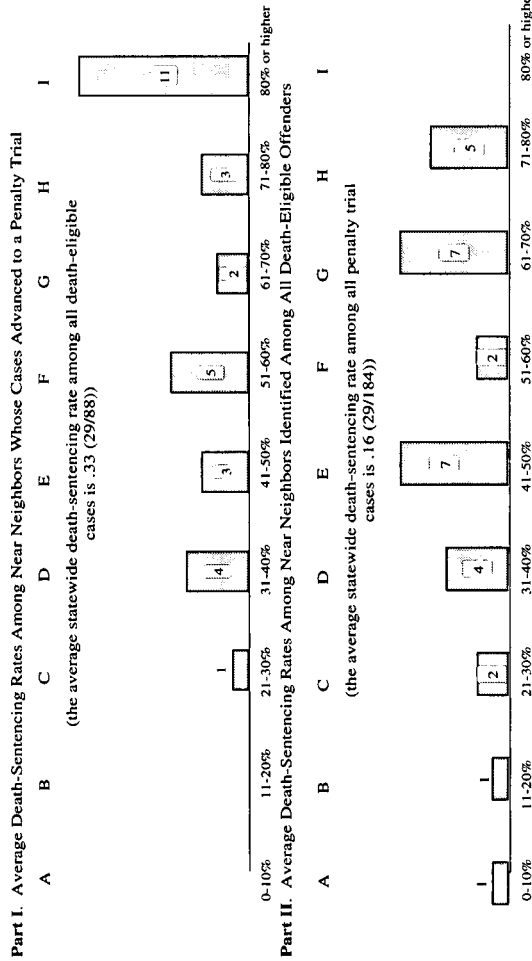 Part I. Average Death-Sentencing Rates Among Near Neighbors Whose Cases Advanced to a Penalty Trial
A B C D E F G H I
(the average statewide death-sentencing rate among all death-eligible
cases is .33 (29/88))
1 4 3 5 2 3 11
0-10% 11-20% 21-30% 31-40% 41-50% 51-60% 61-70% 71-80% 80% or higher
Part II. Average Death-Sentencing Rates Among Near Neighbors Identified Among All Death-Eligible Offenders
A B C D E F G H I
(the average statewide death-sentencing rate among all penalty trial
cases is .16 (29/184))
1 1 2 4 7 2 7 5
0-10% 11-20% 21-30% 31-40% 41-50% 51-60% 61-70% 71-80% 80% or higher